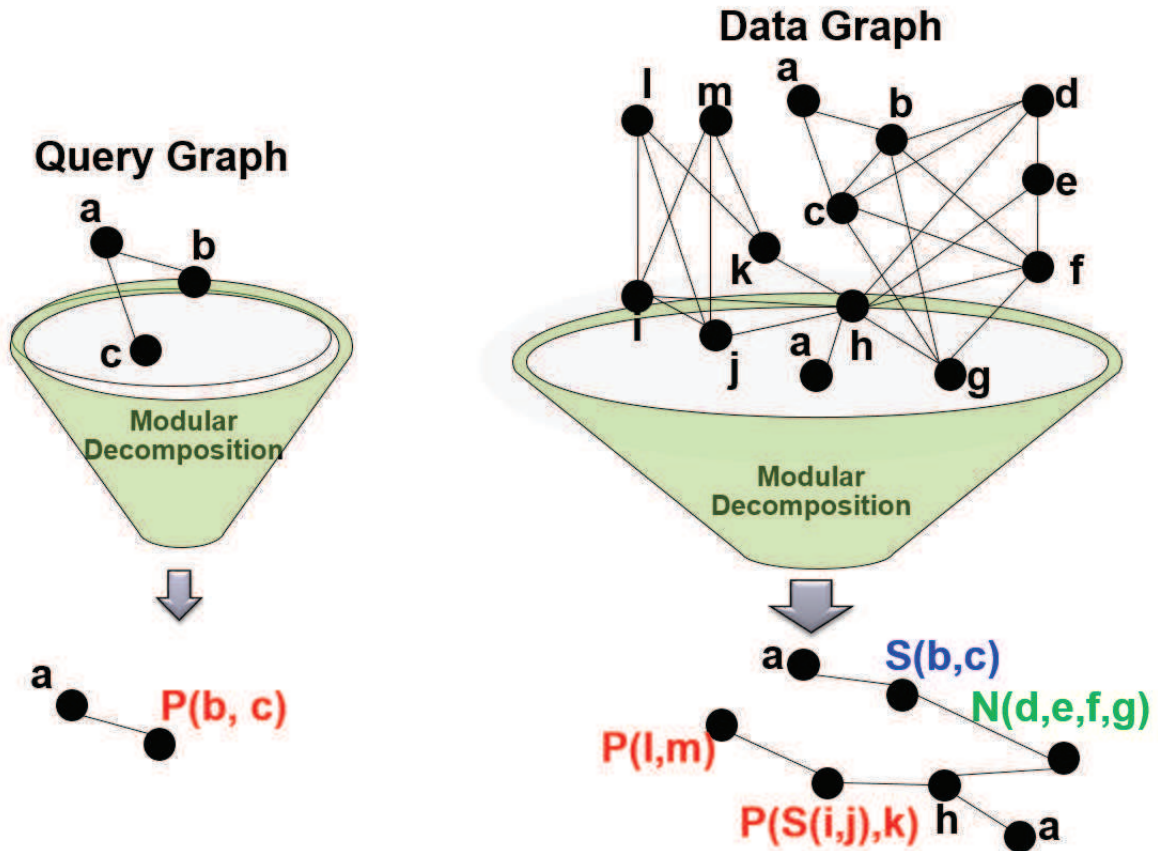 Data Graph
l
m
a
b
d
Query Graph
a
b
c
e
c
k
f
i
j
a
h
g
Modular
Decomposition
Modular
Decomposition
a
P(b, c)
a
S(b,c)
N(d,e,f,g)
P(l,m)
P(S(i,j),k)
h
a